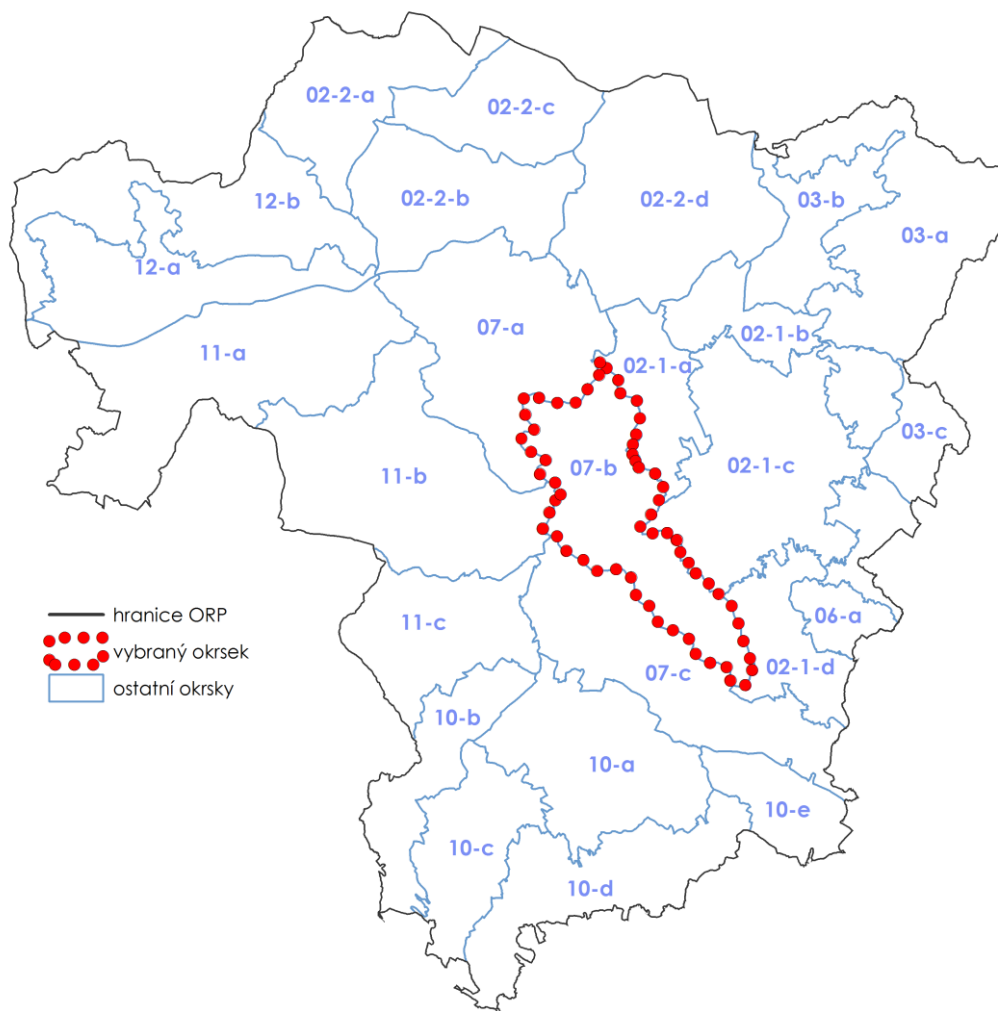 02-2-a
02-2-c
12-b
02-2-b
02-2-d
03-b
03-a
12-a
07-a
02-1-b
11-a
02-1-a
03-c
11-b
07-b
02-1-c
hranice ORP
vybraný okrsek
ostatní okrsky
11-c
06-a
07-c
02-1-d
10-b
10-a
10-e
10-c
10-d